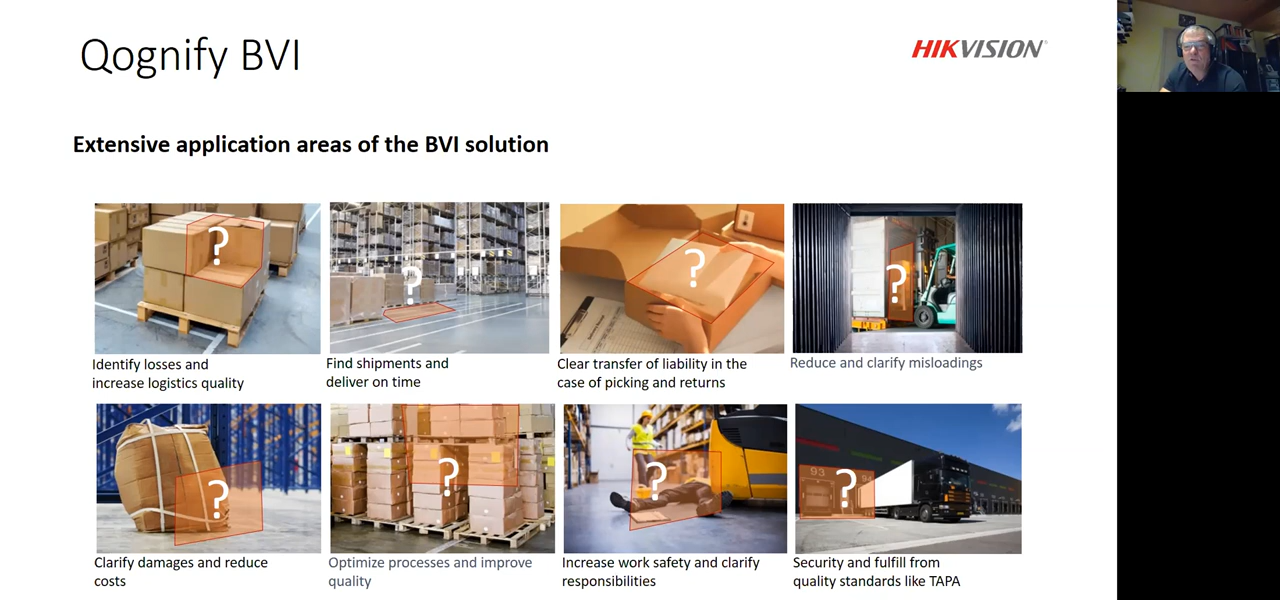 Qognify BVI
HIKVISION®
Extensive application areas of the BVI solution
?
?
?
?
Identify losses and
increase logistics quality
Find shipments and
deliver on time
Clear transfer of liability in the
case of picking and returns
Reduce and clarify misloadings
93
?
?
?
?
Clarify damages and reduce
costs
Optimize processes and improve
quality
Increase work safety and clarify
responsibilities
Security and fulfill from
quality standards like TAPA